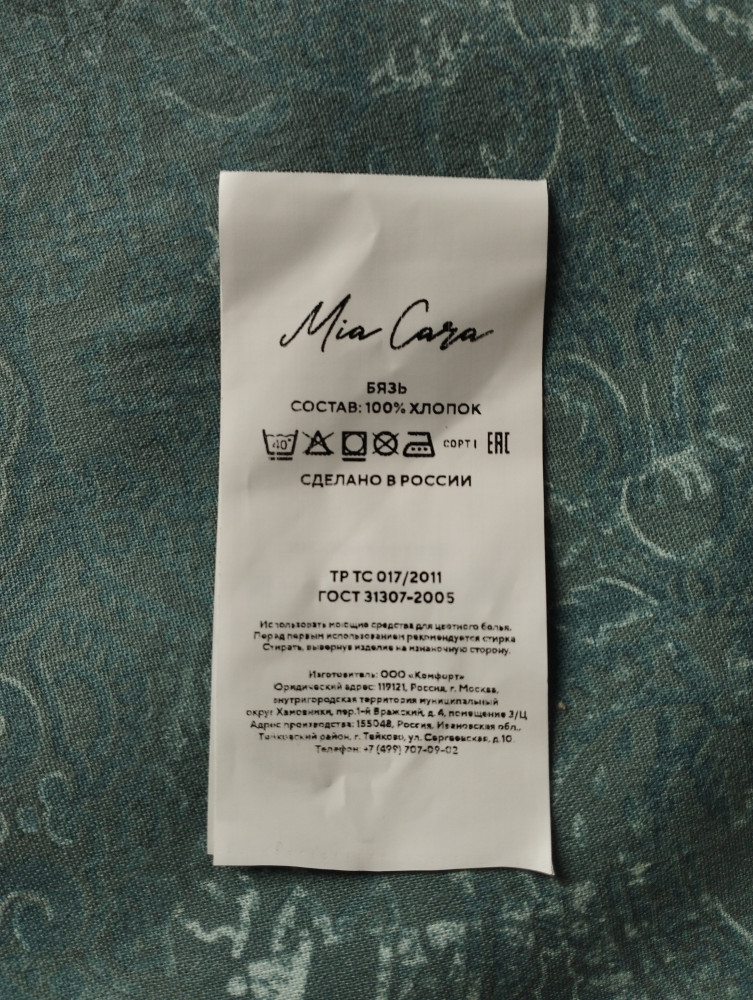 Mia Cara
БЯЗЬ
СОСТАВ: 100% ХЛОПОК
40° СОРТ I ЕАС
СДЕЛАНО В РОССИИ
ТР ТС 017/2011
ГОСТ 31307-2005
Использовать моющие средства для цветного белья.
Перед первым использованием рекомендуется стирка
Стирать, вывернув изделие на изнаночную сторону.
Изготовитель: ООО «Комфорт»
Юридический адрес: 119121, Россия, г. Москва,
внутригородская территория муниципальный
округ Хамовники, пер.1-й Вражский, д. 4, помещение 3/Ц
Адрес производства: 155048, Россия, Ивановская обл.,
Тейковский район, г. Тейково, ул. Сергеевская, д.10.
Телефон: +7 (499) 707-09-02